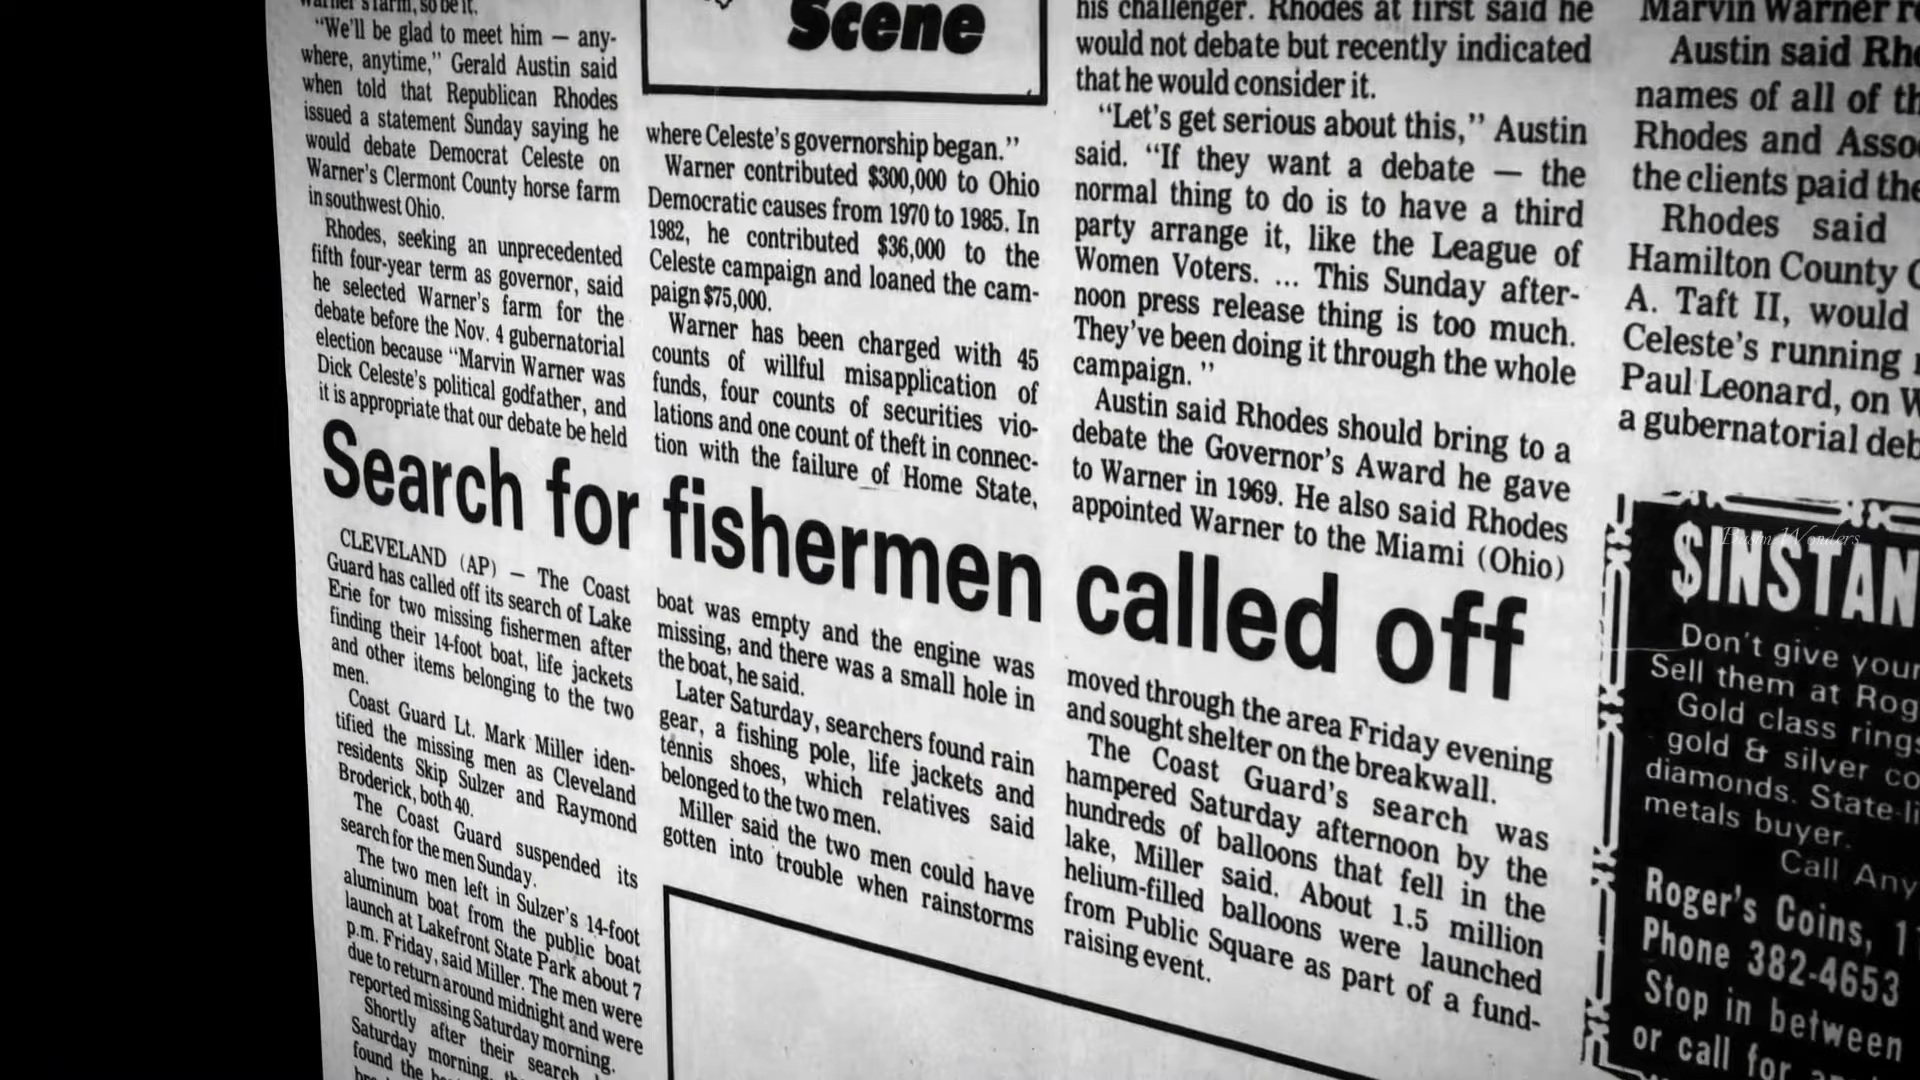 Warner's farm, so be it.
"We'll be glad to meet him — any-
where, anytime," Gerald Austin said
when told that Republican Rhodes
issued a statement Sunday saying he
would debate Democrat Celeste on
Warner's Clermont County horse farm
in southwest Ohio.
Rhodes, seeking an unprecedented
fifth four-year term as governor, said
he selected Warner's farm for the
debate before the Nov. 4 gubernatorial
election because "Marvin Warner was
Dick Celeste's political godfather, and
it is appropriate that our debate be held
Scene
where Celeste's governorship began."
Warner contributed $300,000 to Ohio
Democratic causes from 1970 to 1985. In
1982, he contributed $36,000 to the
Celeste campaign and loaned the cam-
paign $75,000.
Warner has been charged with 45
counts of willful misapplication of
funds, four counts of securities vio-
lations and one count of theft in connec-
tion with the failure of Home State,
his challenger. Rhodes at first said he
would not debate but recently indicated
that he would consider it.
"Let's get serious about this," Austin
said. "If they want a debate — the
normal thing to do is to have a third
party arrange it, like the League of
Women Voters. ... This Sunday after-
noon press release thing is too much.
They've been doing it through the whole
campaign."
Austin said Rhodes should bring to a
debate the Governor's Award he gave
to Warner in 1969. He also said Rhodes
appointed Warner to the Miami (Ohio)
Marvin Warner
Austin said
names of all of
Rhodes and
the clients paid
Rhodes said
Hamilton County
A. Taft II, would
Celeste's running
Paul Leonard, on
a gubernatorial
Search for fishermen called off
CLEVELAND (AP) — The Coast
Guard has called off its search of Lake
Erie for two missing fishermen after
finding their 14-foot boat, life jackets
and other items belonging to the two
men.
Coast Guard Lt. Mark Miller iden-
tified the missing men as Cleveland
residents Skip Sulzer and Raymond
Broderick, both 40.
The Coast Guard suspended its
search for the men Sunday.
The two men left in Sulzer's 14-foot
aluminum boat from the public boat
launch at Lakefront State Park about 7
p.m. Friday, said Miller. The men were
due to return around midnight and were
reported missing Saturday morning.
Shortly after their search
Saturday morning,
found the
boat was empty and the engine was
missing, and there was a small hole in
the boat, he said.
Later Saturday, searchers found rain
gear, a fishing pole, life jackets and
tennis shoes, which relatives said
belonged to the two men.
Miller said the two men could have
gotten into trouble when rainstorms
moved through the area Friday evening
and sought shelter on the breakwall.
The Coast Guard's search was
hampered Saturday afternoon by the
hundreds of balloons that fell in the
lake, Miller said. About 1.5 million
helium-filled balloons were launched
from Public Square as part of a fund-
raising event.
Basm Wonders
$INSTAN
Don't give your
Sell them at Rog
Gold class rings
gold & silver co
diamonds. State-li
metals buyer.
Call Any
Roger's Coins, 1
Phone 382-4653
Stop in between
or call for